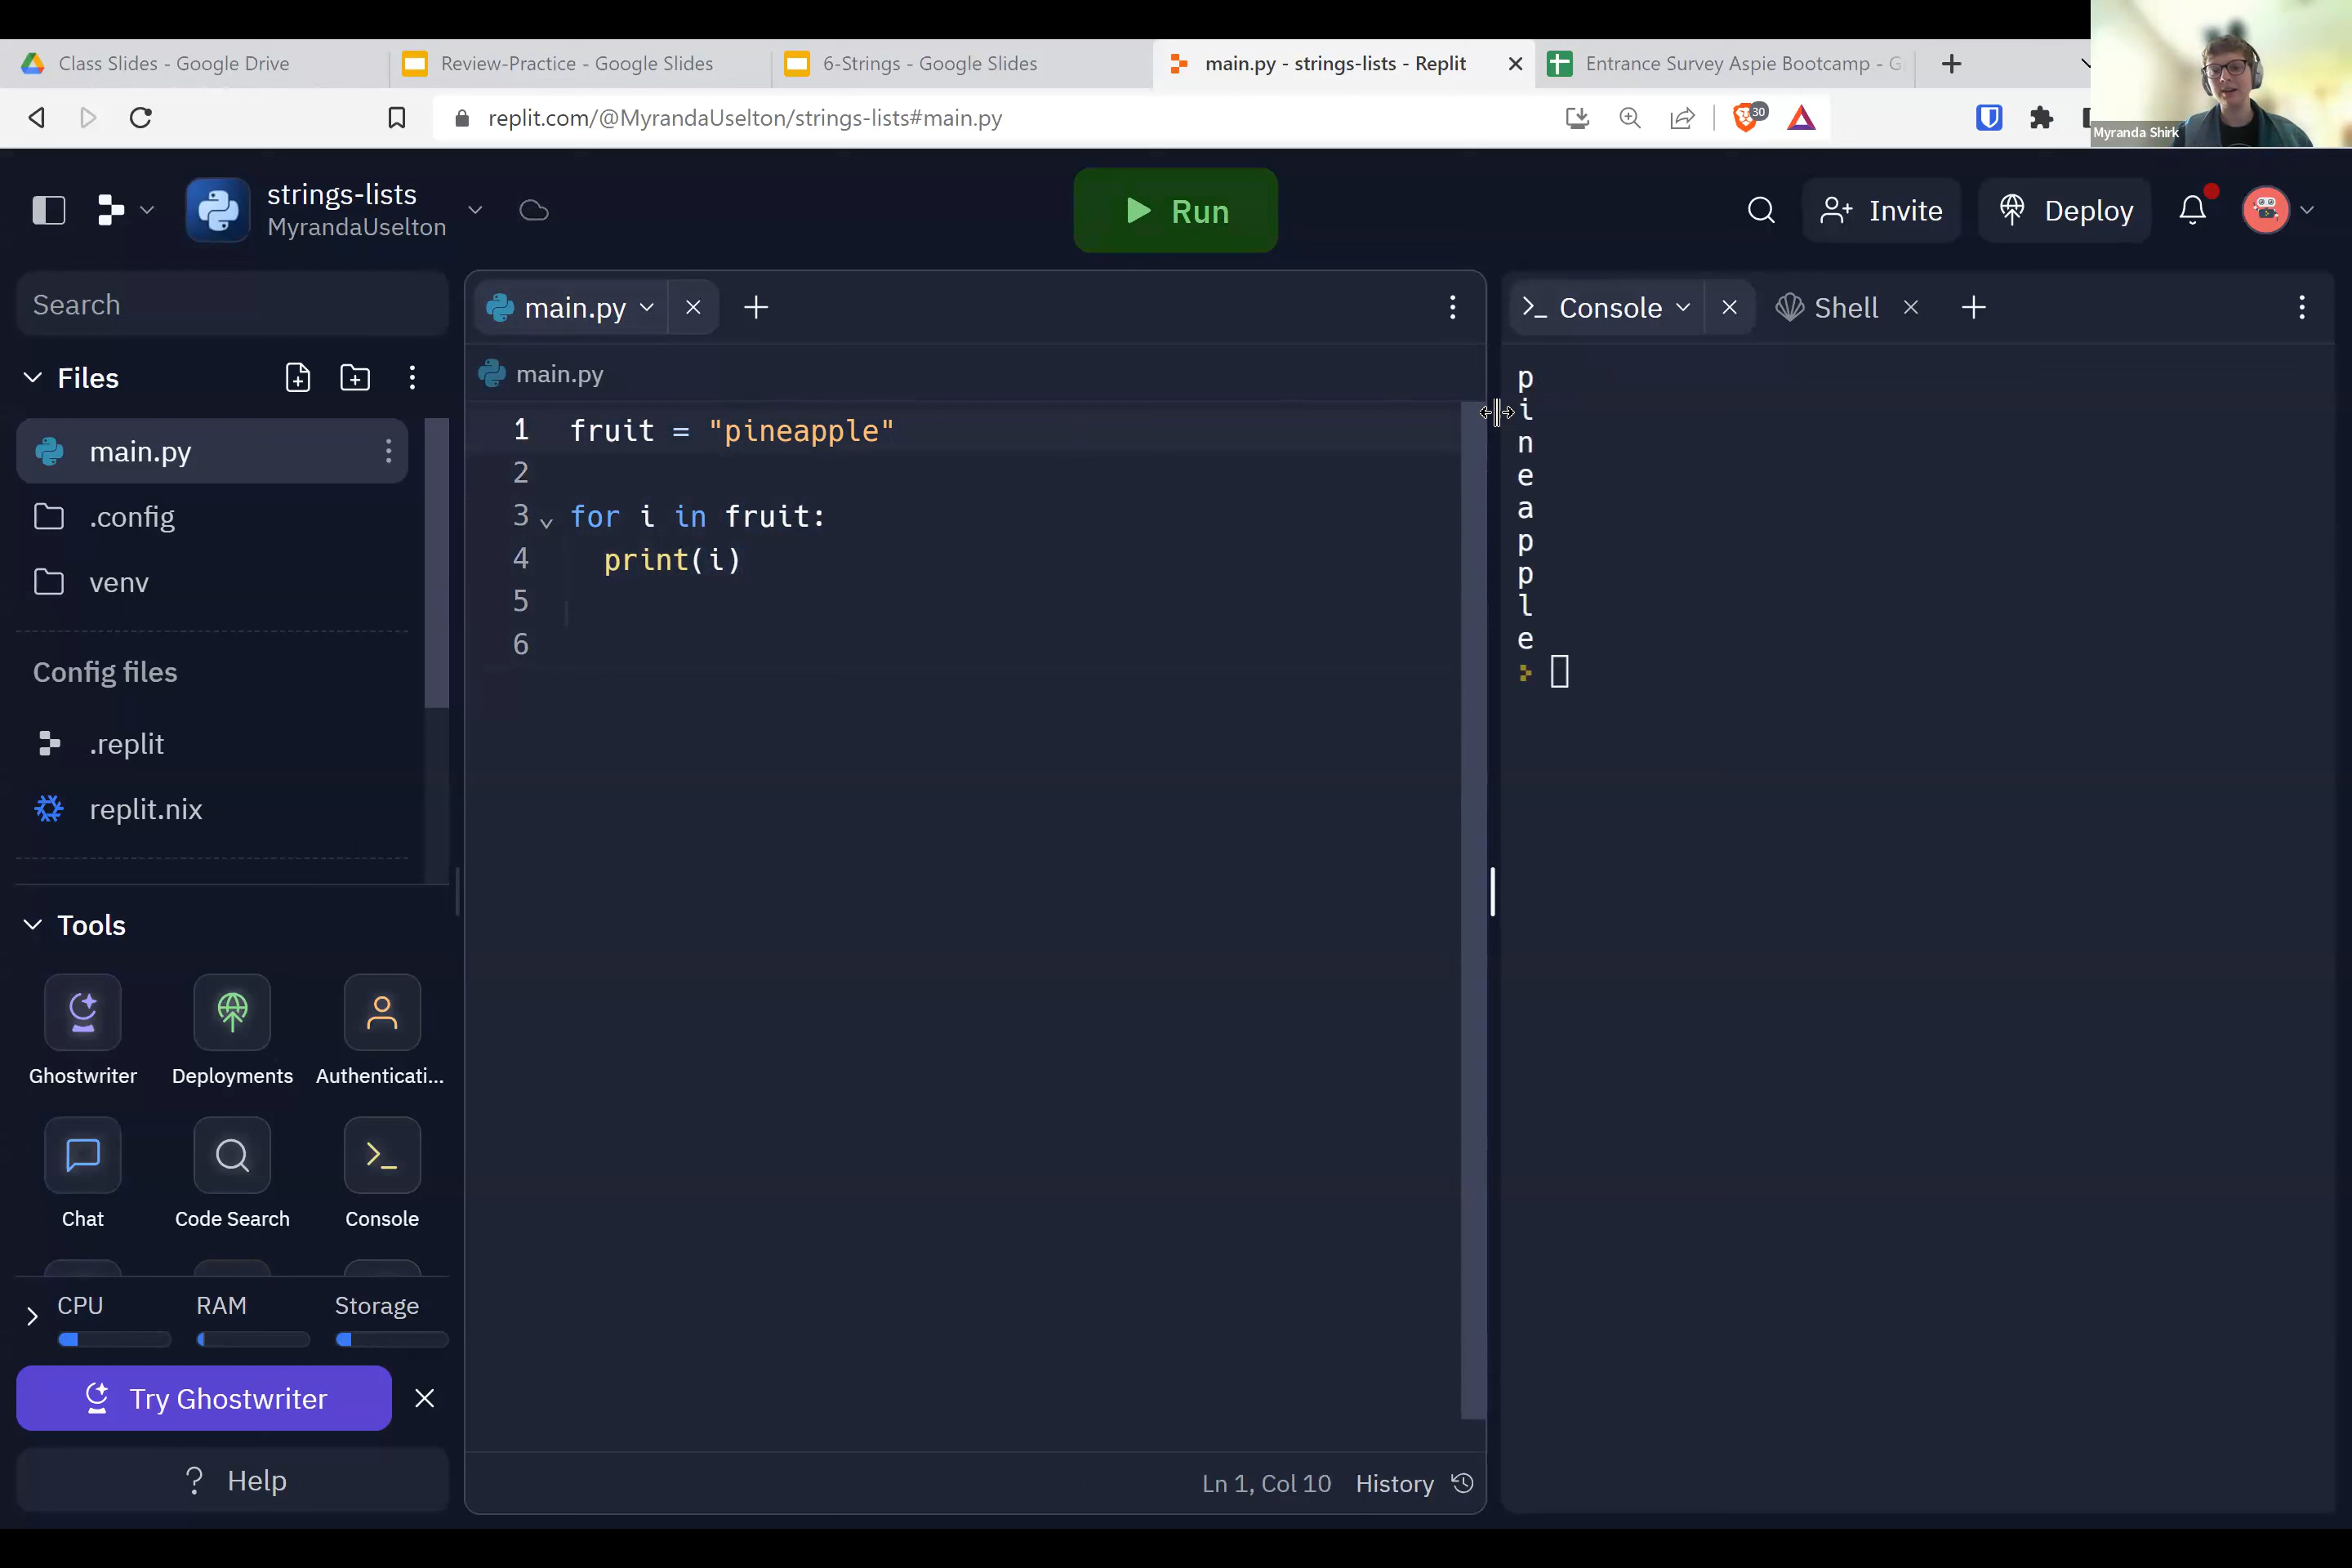 Class Slides - Google Drive
Review-Practice - Google Slides
6-Strings - Google Slides
main.py - strings-lists - Replit
Entrance Survey Aspie Bootcamp - G
replit.com/@MyrandaUselton/strings-lists#main.py
30
Myranda Shirk
strings-lists
MyrandaUselton
Run
Invite
Deploy
Search
Files
main.py
.config
venv
Config files
.replit
replit.nix
Tools
Ghostwriter
Deployments
Authenticati...
Chat
Code Search
Console
CPU
RAM
Storage
Try Ghostwriter
? Help
main.py
main.py
1 fruit = "pineapple"
2
3 for i in fruit:
4 print(i)
5
6
Ln 1, Col 10
History
>_ Console
Shell
p
i
n
e
a
p
p
l
e